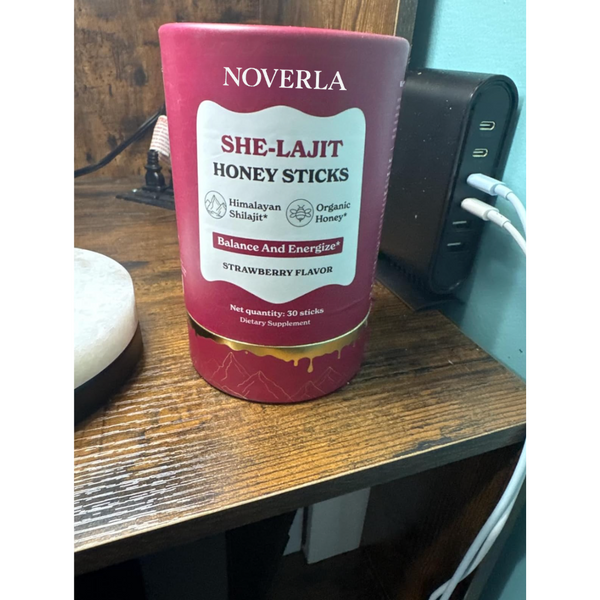 NOVERLA
SHE-LAJIT
HONEY STICKS
Himalayan
Shilajit*
Organic
Honey*
Balance And Energize*
STRAWBERRY FLAVOR
Net quantity: 30 sticks
Dietary Supplement